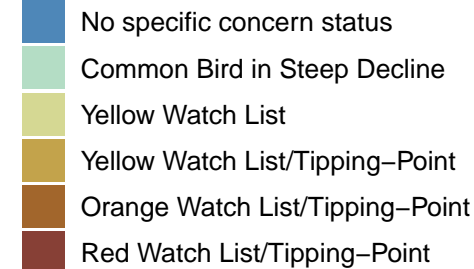 No specific concern status
Common Bird in Steep Decline
Yellow Watch List
Yellow Watch List/Tipping−Point
Orange Watch List/Tipping−Point
Red Watch List/Tipping−Point